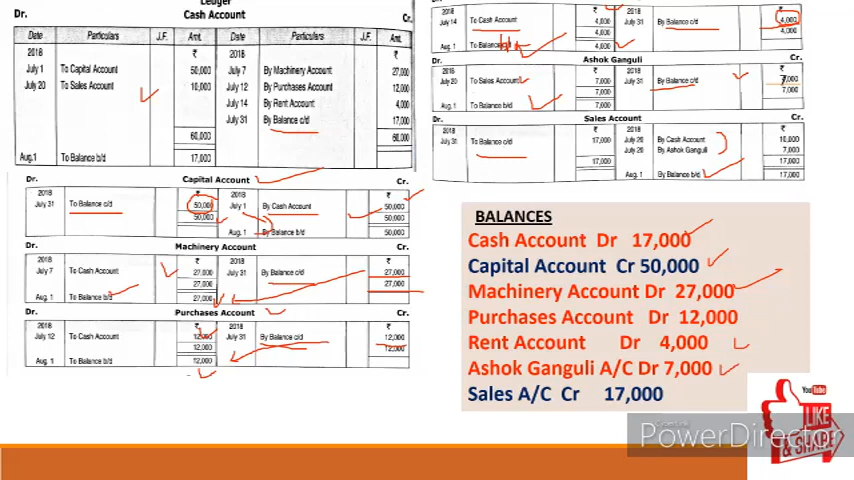 Ledger
Dr. Cash Account Cr.
Date Particulars J.F. Amt. Date Particulars J.F. Amt.
2018 ₹ 2018 ₹
July 1 To Capital Account 50,000 July 7 By Machinery Account 27,000
July 20 To Sales Account 10,000 July 12 By Purchases Account 12,000
July 14 By Rent Account 4,000
July 31 By Balance c/d 17,000
60,000 60,000
Aug.1 To Balance b/d 17,000
Dr. Capital Account Cr.
2018 ₹ 2018 ₹
July 31 To Balance c/d 50,000 July 1 By Cash Account 50,000
50,000 50,000
Aug. 1 By Balance b/d 50,000
Dr. Machinery Account Cr.
July 7 To Cash Account 27,000 July 31 By Balance c/d 27,000
27,000 27,000
Aug. 1 To Balance b/d 27,000
Dr. Purchases Account Cr.
2018 ₹ 2018 ₹
July 12 To Cash Account 12,000 July 31 By Balance c/d 12,000
12,000 12,000
Aug. 1 To Balance b/d 12,000
2018 ₹ 2018 ₹
July 14 To Cash Account 4,000 July 31 By Balance c/d 4,000
4,000 4,000
Aug. 1 To Balance 4,000
Dr. Ashok Ganguli Cr.
2018 ₹ 2018 ₹
July 20 To Sales Account 7,000 July 31 By Balance c/d 7,000
7,000 7,000
Aug. 1 To Balance b/d 7,000
Dr. Sales Account Cr.
2018 ₹ 2018 ₹
July 31 To Balance c/d 17,000 July 20 By Cash Account 10,000
July 20 By Ashok Ganguli 7,000
17,000 17,000
Aug. 1 By Balance b/d 17,000
BALANCES
Cash Account Dr 17,000
Capital Account Cr 50,000
Machinery Account Dr 27,000
Purchases Account Dr 12,000
Rent Account Dr 4,000
Ashok Ganguli A/C Dr 7,000
Sales A/C Cr 17,000
You Tube
LIKE
& SHARE
CyberLink
PowerDirector